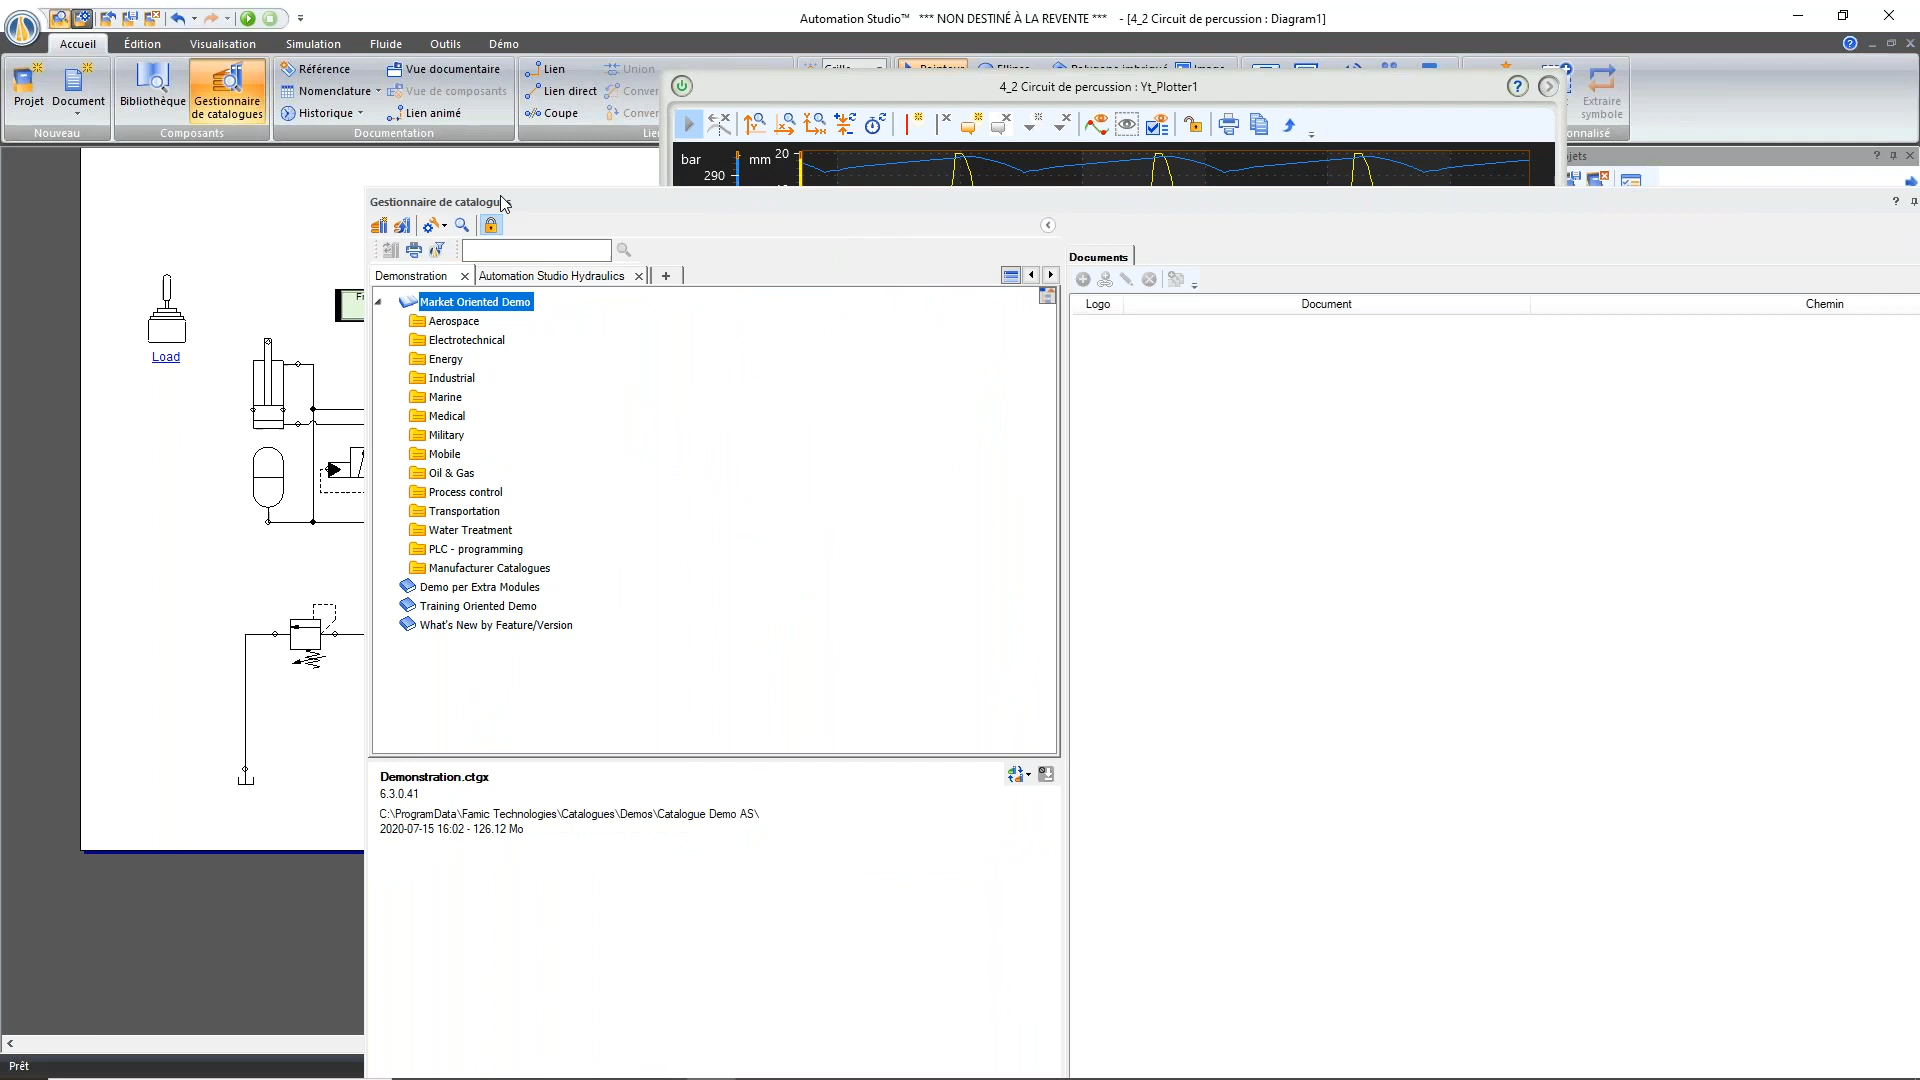 Automation Studio™ *** NON DESTINÉ À LA REVENTE *** - [4_2 Circuit de percussion : Diagram1]
Accueil Édition Visualisation Simulation Fluide Outils Démo
Projet Document Bibliothèque Gestionnaire de catalogues
Nouveau Composants
Référence Vue documentaire
Nomenclature Vue de composants
Historique Lien animé
Documentation
Lien Union
Lien direct
Coupe
Extraire
symbole
4_2 Circuit de percussion : Yt_Plotter1
bar mm 20
290
Gestionnaire de catalogu
Demonstration Automation Studio Hydraulics +
Market Oriented Demo
Aerospace
Electrotechnical
Energy
Industrial
Marine
Medical
Military
Mobile
Oil & Gas
Process control
Transportation
Water Treatment
PLC - programming
Manufacturer Catalogues
Demo per Extra Modules
Training Oriented Demo
What's New by Feature/Version
Documents
Logo Document Chemin
Load
Demonstration.ctgx
6.3.0.41
C:\ProgramData\Famic Technologies\Catalogues\Demos\Catalogue Demo AS\
2020-07-15 16:02 - 126.12 Mo
Prêt